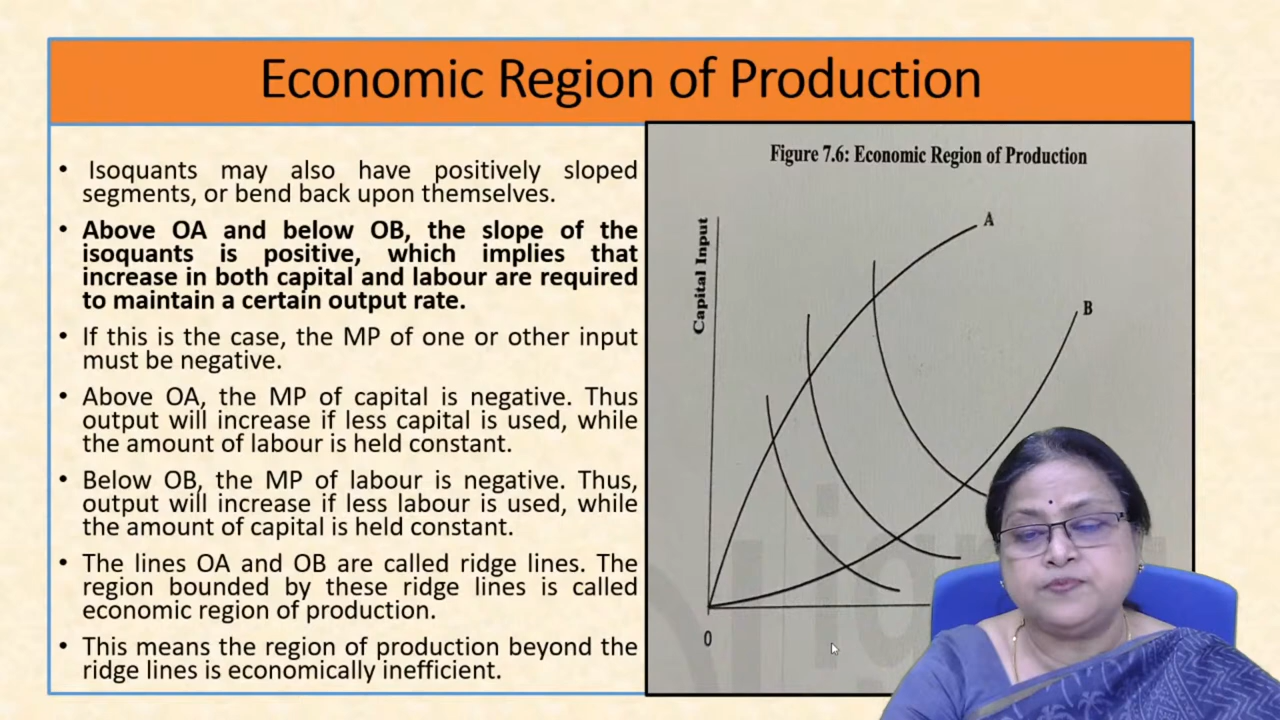 Economic Region of Production
• Isoquants may also have positively sloped
segments, or bend back upon themselves.
• Above OA and below OB, the slope of the
isoquants is positive, which implies that
increase in both capital and labour are required
to maintain a certain output rate.
• If this is the case, the MP of one or other input
must be negative.
• Above OA, the MP of capital is negative. Thus
output will increase if less capital is used, while
the amount of labour is held constant.
• Below OB, the MP of labour is negative. Thus,
output will increase if less labour is used, while
the amount of capital is held constant.
• The lines OA and OB are called ridge lines. The
region bounded by these ridge lines is called
economic region of production.
• This means the region of production beyond the
ridge lines is economically inefficient.
Figure 7.6: Economic Region of Production
Capital Input
A
B
0